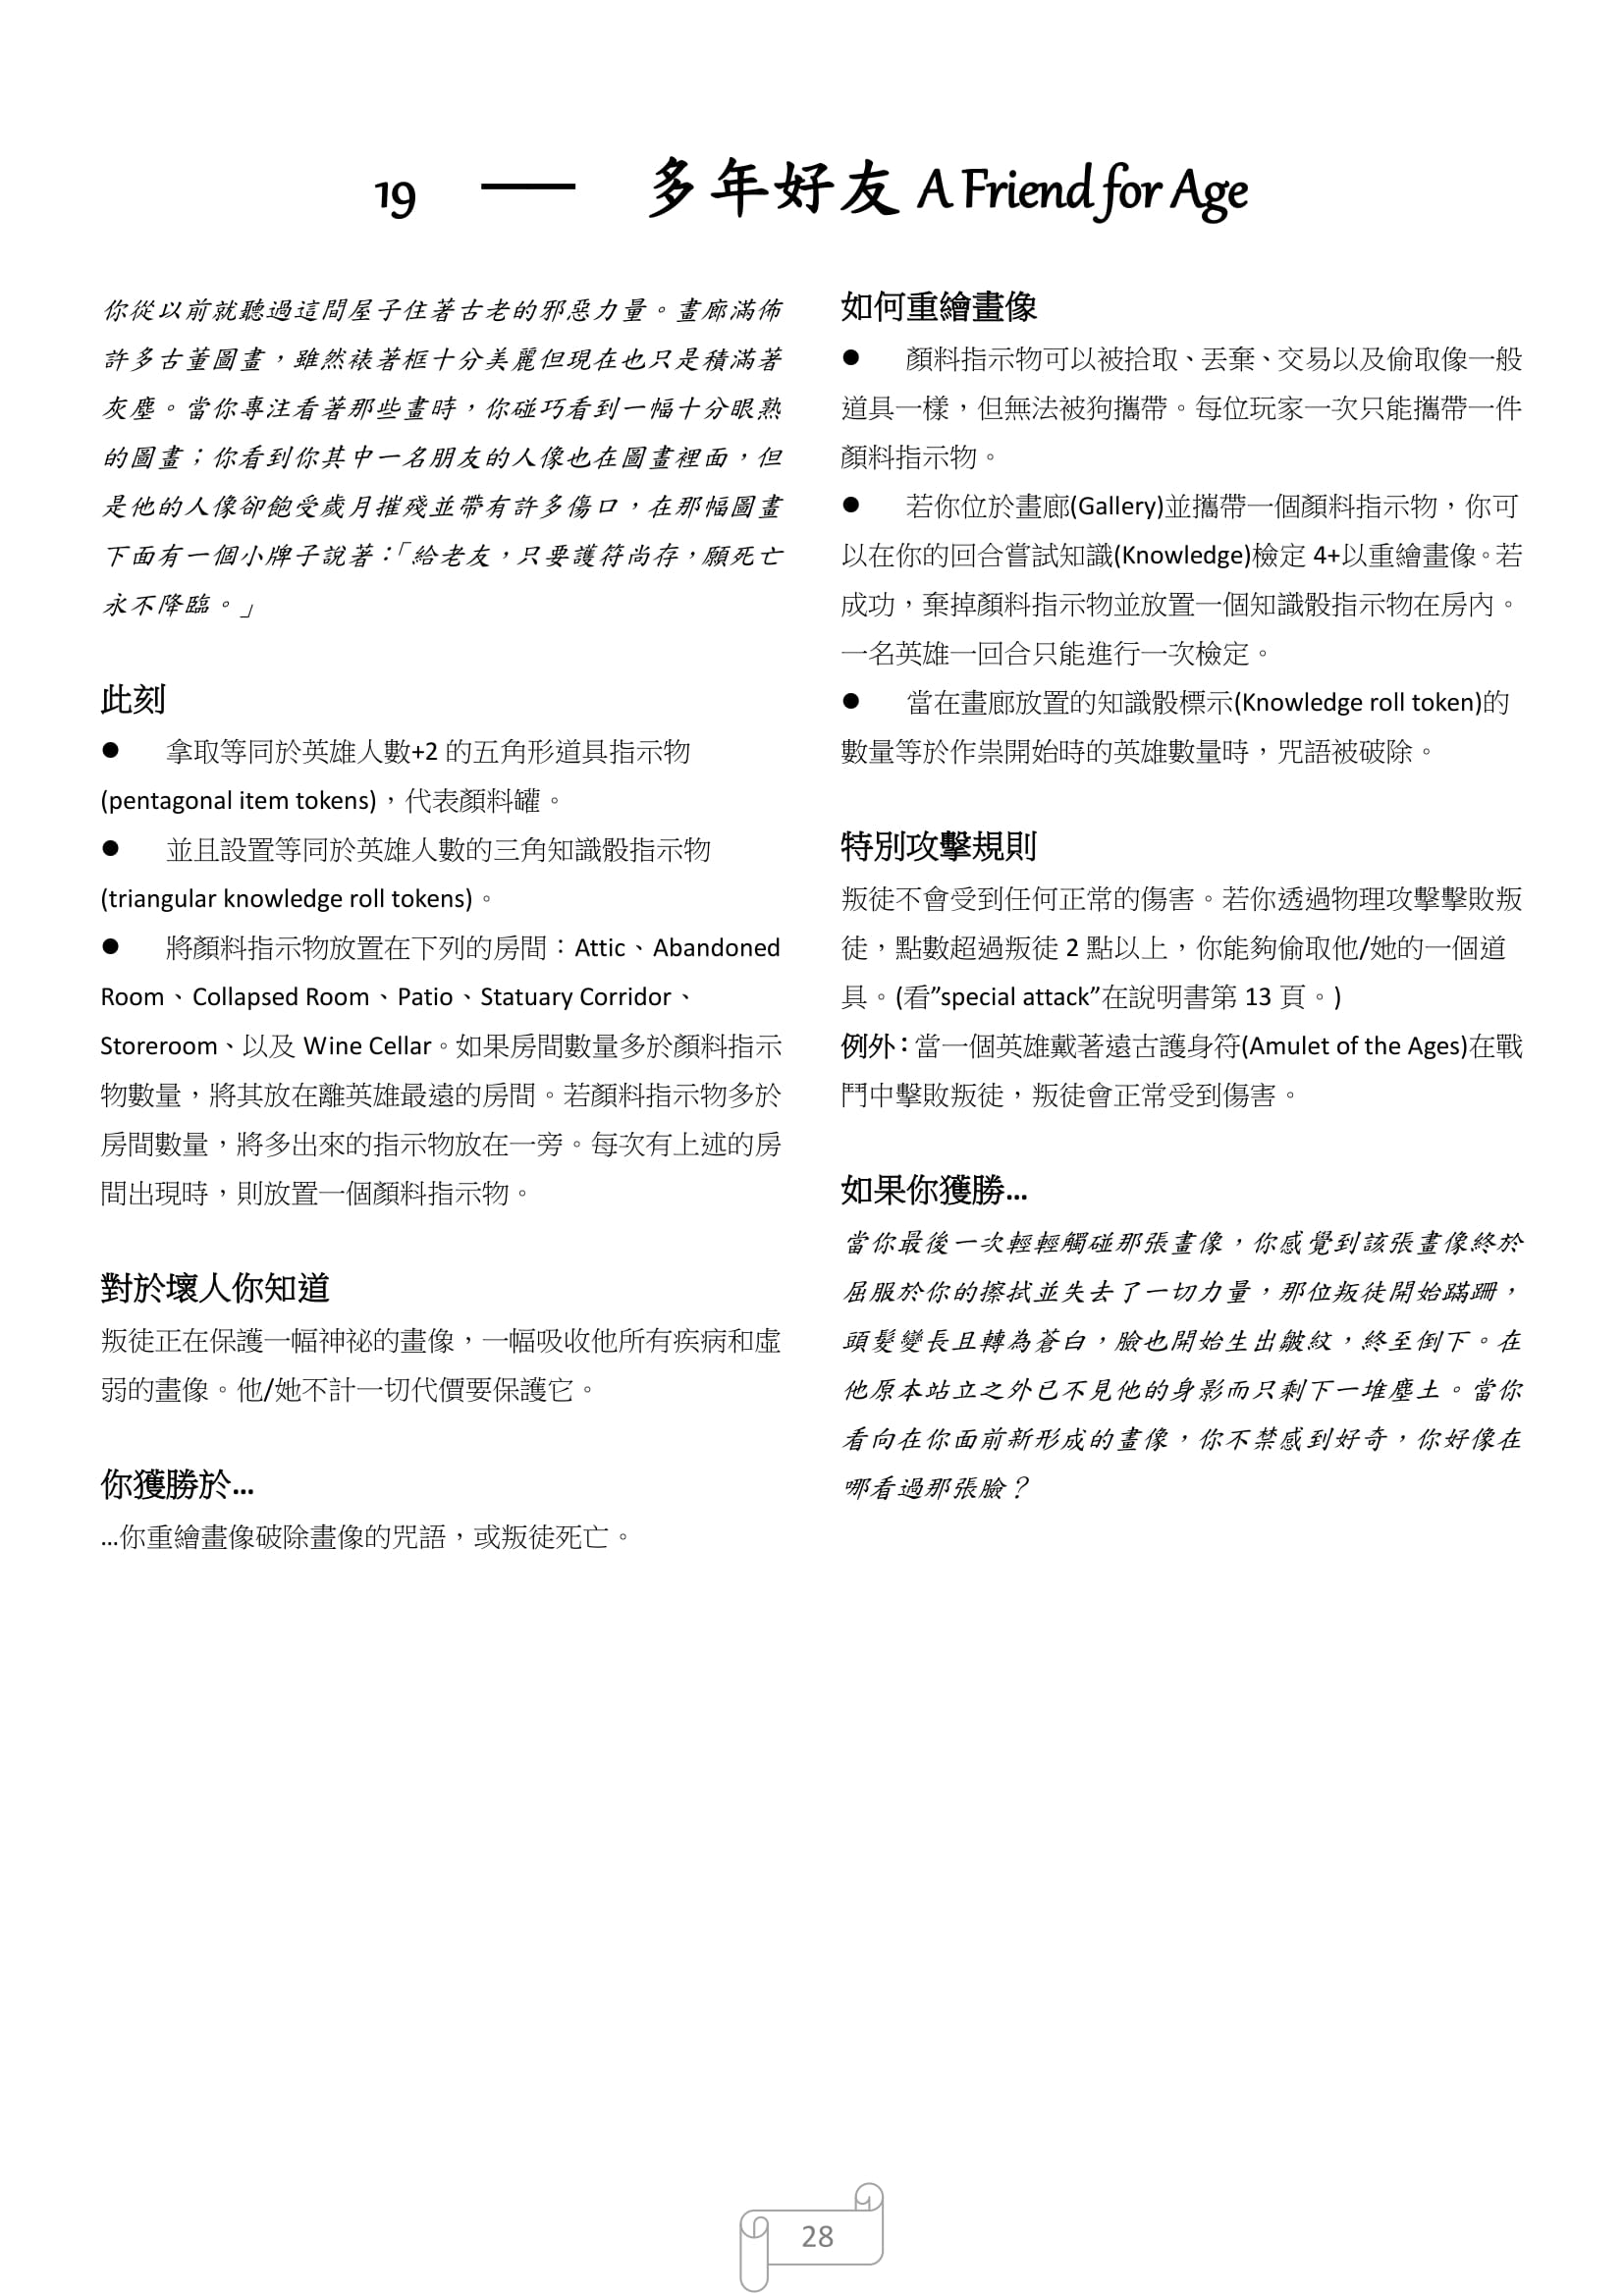 19 — 多年好友 A Friend for Age
你從以前就聽過這間屋子住著古老的邪惡力量。畫廊滿佈
許多古董圖畫，雖然裱著框十分美麗但現在也只是積滿著
灰塵。當你專注看著那些畫時，你碰巧看到一幅十分眼熟
的圖畫；你看到你其中一名朋友的人像也在圖畫裡面，但
是他的人像卻飽受歲月摧殘並帶有許多傷口，在那幅圖畫
下面有一個小牌子說著：「給老友，只要護符尚存，願死亡
永不降臨。」
此刻
● 拿取等同於英雄人數+2 的五角形道具指示物
(pentagonal item tokens)，代表顏料罐。
● 並且設置等同於英雄人數的三角知識骰指示物
(triangular knowledge roll tokens)。
● 將顏料指示物放置在下列的房間：Attic、Abandoned
Room、Collapsed Room、Patio、Statuary Corridor、
Storeroom、以及 Wine Cellar。如果房間數量多於顏料指示
物數量，將其放在離英雄最遠的房間。若顏料指示物多於
房間數量，將多出來的指示物放在一旁。每次有上述的房
間出現時，則放置一個顏料指示物。
對於壞人你知道
叛徒正在保護一幅神祕的畫像，一幅吸收他所有疾病和虛
弱的畫像。他/她不計一切代價要保護它。
你獲勝於…
…你重繪畫像破除畫像的咒語，或叛徒死亡。
如何重繪畫像
● 顏料指示物可以被拾取、丟棄、交易以及偷取像一般
道具一樣，但無法被狗攜帶。每位玩家一次只能攜帶一件
顏料指示物。
● 若你位於畫廊(Gallery)並攜帶一個顏料指示物，你可
以在你的回合嘗試知識(Knowledge)檢定 4+以重繪畫像。若
成功，棄掉顏料指示物並放置一個知識骰指示物在房內。
一名英雄一回合只能進行一次檢定。
● 當在畫廊放置的知識骰標示(Knowledge roll token)的
數量等於作祟開始時的英雄數量時，咒語被破除。
特別攻擊規則
叛徒不會受到任何正常的傷害。若你透過物理攻擊擊敗叛
徒，點數超過叛徒 2 點以上，你能夠偷取他/她的一個道
具。(看”special attack”在說明書第 13 頁。)
例外：當一個英雄戴著遠古護身符(Amulet of the Ages)在戰
鬥中擊敗叛徒，叛徒會正常受到傷害。
如果你獲勝…
當你最後一次輕輕觸碰那張畫像，你感覺到該張畫像終於
屈服於你的擦拭並失去了一切力量，那位叛徒開始蹣跚，
頭髮變長且轉為蒼白，臉也開始生出皺紋，終至倒下。在
他原本站立之外已不見他的身影而只剩下一堆塵土。當你
看向在你面前新形成的畫像，你不禁感到好奇，你好像在
哪看過那張臉？
28